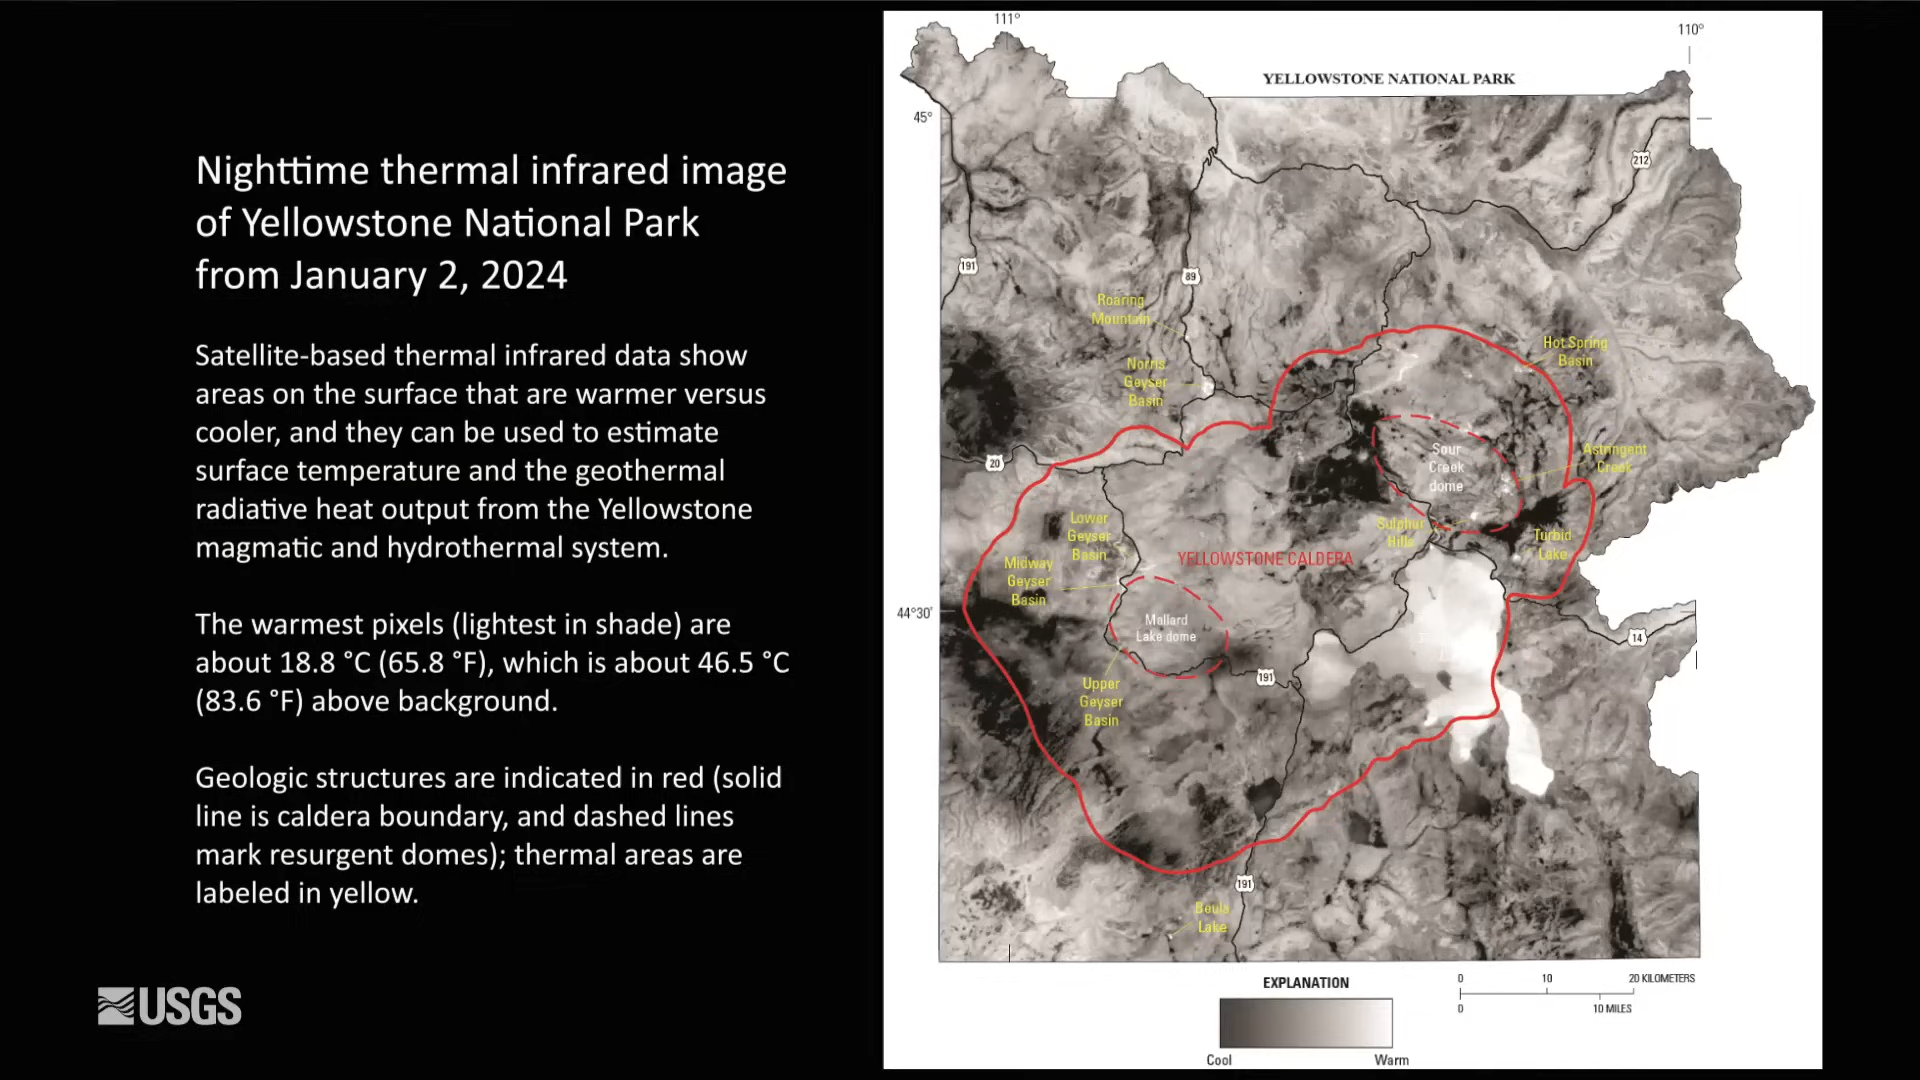 Nighttime thermal infrared image
of Yellowstone National Park
from January 2, 2024
Satellite-based thermal infrared data show
areas on the surface that are warmer versus
cooler, and they can be used to estimate
surface temperature and the geothermal
radiative heat output from the Yellowstone
magmatic and hydrothermal system.
The warmest pixels (lightest in shade) are
about 18.8 °C (65.8 °F), which is about 46.5 °C
(83.6 °F) above background.
Geologic structures are indicated in red (solid
line is caldera boundary, and dashed lines
mark resurgent domes); thermal areas are
labeled in yellow.
USGS
111°
110°
YELLOWSTONE NATIONAL PARK
45°
212
191
89
Roaring
Mountain
Hot Spring
Basin
Norris
Geyser
Basin
20
Sour
Creek
dome
Astringent
Creek
Lower
Geyser
Basin
Sulphur
Hills
Turbid
Lake
YELLOWSTONE CALDERA
Midway
Geyser
Basin
44°30'
Mallard
Lake dome
14
191
Upper
Geyser
Basin
191
Beula
Lake
EXPLANATION
Cool
Warm
0
10
20 KILOMETERS
0
10 MILES